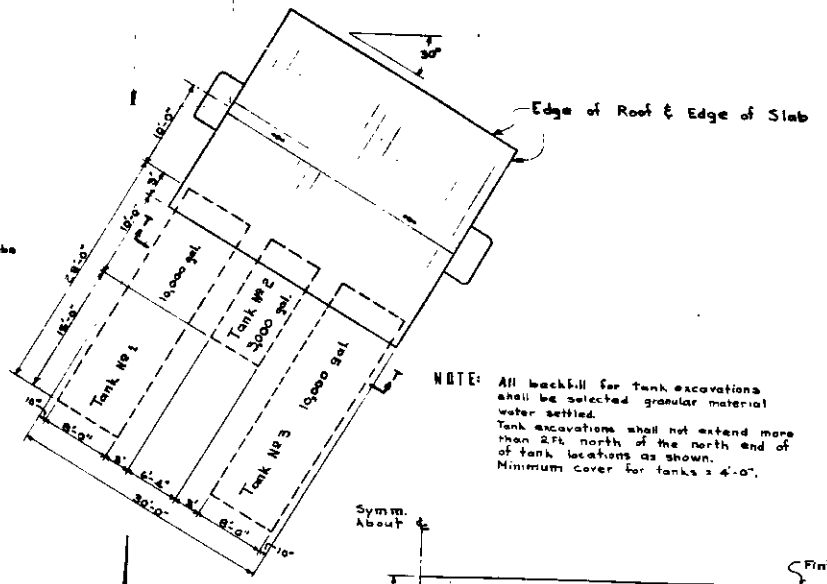 30°
Edge of Roof & Edge of Slab
3'
10'-0"
28'-0"
15'-0"
10,000 gal.
Tank Nº 1
Tank Nº 2
3,000 gal.
10,000 gal.
Tank Nº 3
10"
8'-0"
3'
6'-4"
3'
8'-0"
10"
30'-0"
NOTE: All backfill for tank excavations
shall be selected granular material
water settled.
Tank excavations shall not extend more
than 2 ft. north of the north end of
of tank locations as shown.
Minimum cover for tanks = 4'-0".
Symm.
About ℄